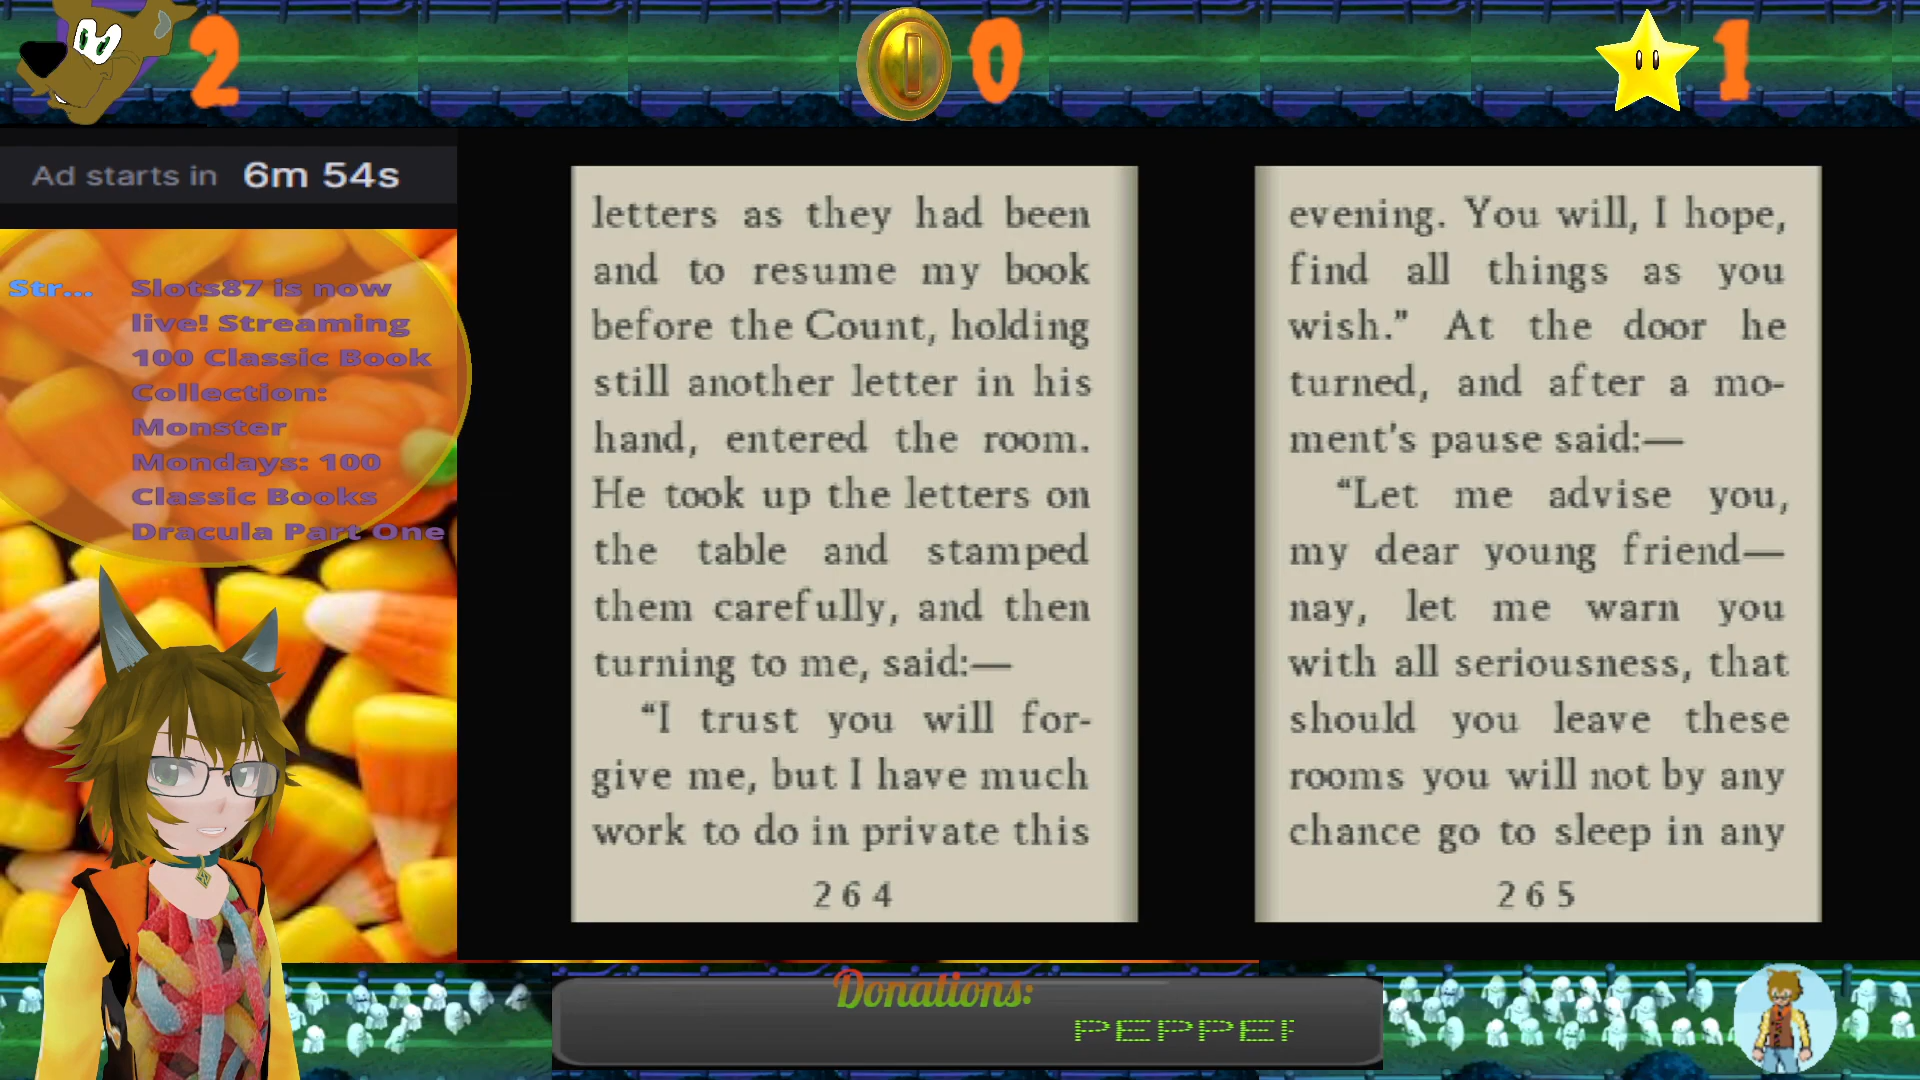 2
0
1
Ad starts in 6m 54s
Str... Slots87 is now
live! Streaming
100 Classic Book
Collection:
Monster
Mondays: 100
Classic Books
Dracula Part One
letters as they had been
and to resume my book
before the Count, holding
still another letter in his
hand, entered the room.
He took up the letters on
the table and stamped
them carefully, and then
turning to me, said:—
“I trust you will for-
give me, but I have much
work to do in private this
264
evening. You will, I hope,
find all things as you
wish.” At the door he
turned, and after a mo-
ment's pause said:—
“Let me advise you,
my dear young friend—
nay, let me warn you
with all seriousness, that
should you leave these
rooms you will not by any
chance go to sleep in any
265
Donations: